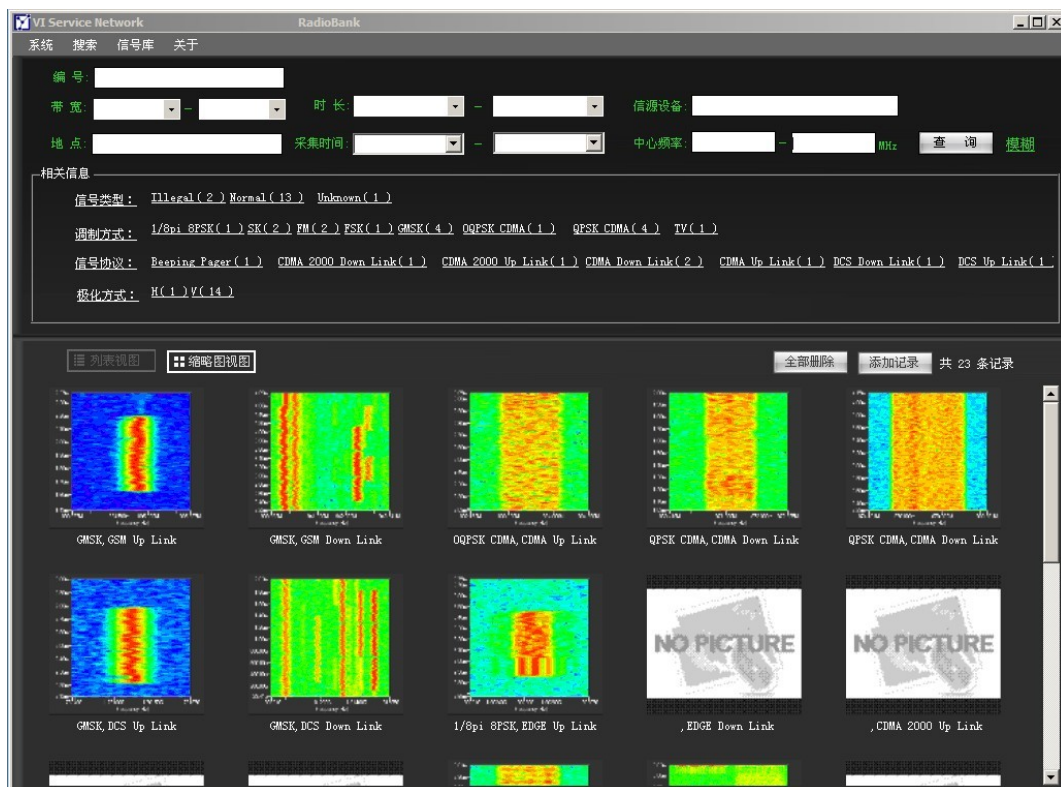 VI Service Network RadioBank
系统 搜索 信号库 关于
编 号:
带 宽: - 时 长: - 信源设备:
地 点: 采集时间: - 中心频率: - MHz 查 询 模糊
相关信息
信号类型: Illegal(2) Normal(13) Unknown(1)
调制方式: 1/8pi 8PSK(1) SK(2) FM(2) FSK(1) GMSK(4) OQPSK CDMA(1) QPSK CDMA(4) TV(1)
信号协议: Beeping Pager(1) CDMA 2000 Down Link(1) CDMA 2000 Up Link(1) CDMA Down Link(2) CDMA Up Link(1) DCS Down Link(1) DCS Up Link(1
极化方式: H(1) V(14)
列表视图 缩略图视图 全部删除 添加记录 共 23 条记录
GMSK,GSM Up Link GMSK,GSM Down Link OQPSK CDMA,CDMA Up Link QPSK CDMA,CDMA Down Link QPSK CDMA,CDMA Down Link
NO PICTURE NO PICTURE
GMSK,DCS Up Link GMSK,DCS Down Link 1/8pi 8PSK,EDGE Up Link ,EDGE Down Link ,CDMA 2000 Up Link